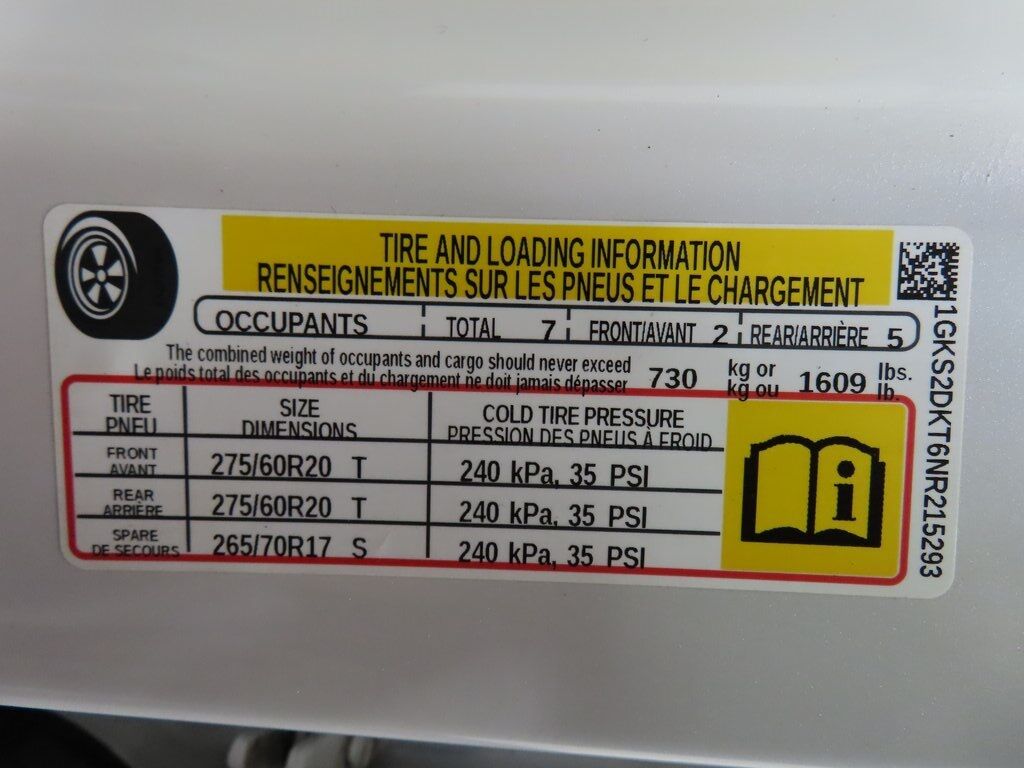 TIRE AND LOADING INFORMATION
RENSEIGNEMENTS SUR LES PNEUS ET LE CHARGEMENT
OCCUPANTS TOTAL 7 FRONT/AVANT 2 REAR/ARRIÈRE 5
The combined weight of occupants and cargo should never exceed 730 kg or 1609 lbs.
Le poids total des occupants et du chargement ne doit jamais dépasser kg ou lb.
TIRE SIZE COLD TIRE PRESSURE
PNEU DIMENSIONS PRESSION DES PNEUS À FROID
FRONT
AVANT 275/60R20 T 240 kPa, 35 PSI
REAR
ARRIÈRE 275/60R20 T 240 kPa, 35 PSI
SPARE
DE SECOURS 265/70R17 S 240 kPa, 35 PSI
i
1GKS2DKT6NR215293